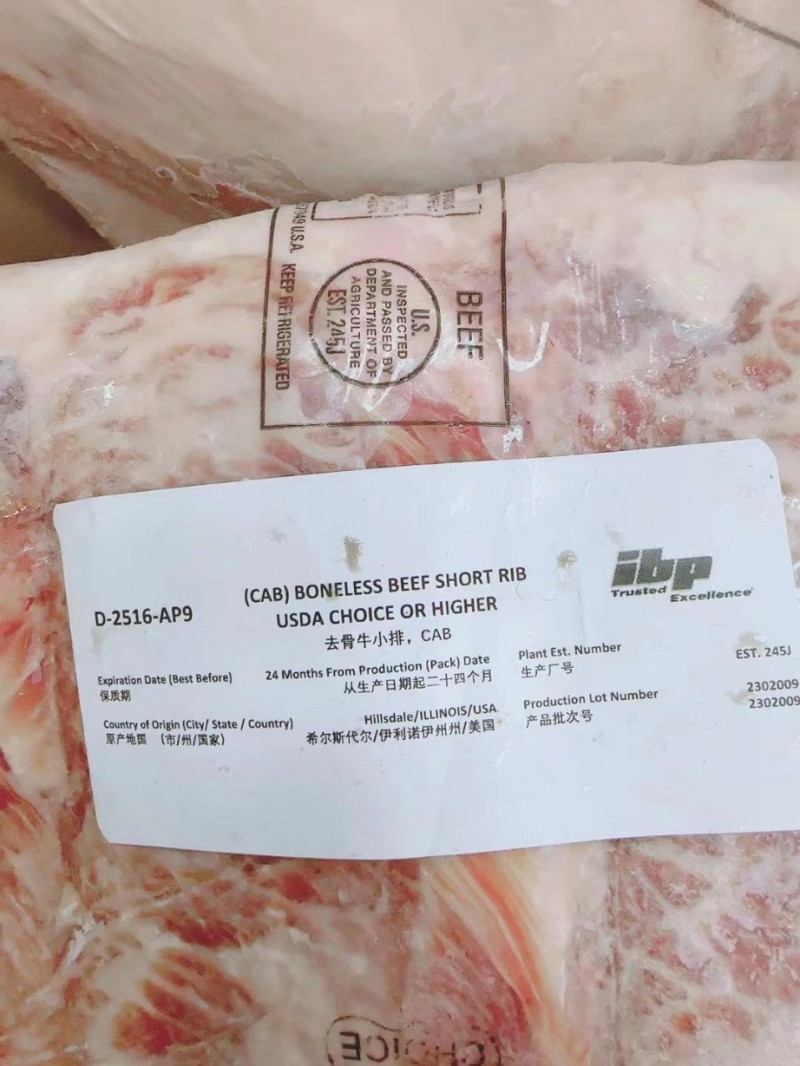 37049 U.S.A. KEEP REFRIGERATED
BEEF
U.S.
INSPECTED
AND PASSED BY
DEPARTMENT OF
AGRICULTURE
EST. 245J
D-2516-AP9
(CAB) BONELESS BEEF SHORT RIB
USDA CHOICE OR HIGHER
去骨牛小排，CAB
ibp
Trusted Excellence
Expiration Date (Best Before)
保质期
24 Months From Production (Pack) Date
从生产日期起二十四个月
Plant Est. Number
生产厂号
EST. 245J
Country of Origin (City/ State / Country)
原产地国 （市/州/国家）
Hillsdale/ILLINOIS/USA
希尔斯代尔/伊利诺伊州州/美国
Production Lot Number
产品批次号
2302009
2302009
CHOICE